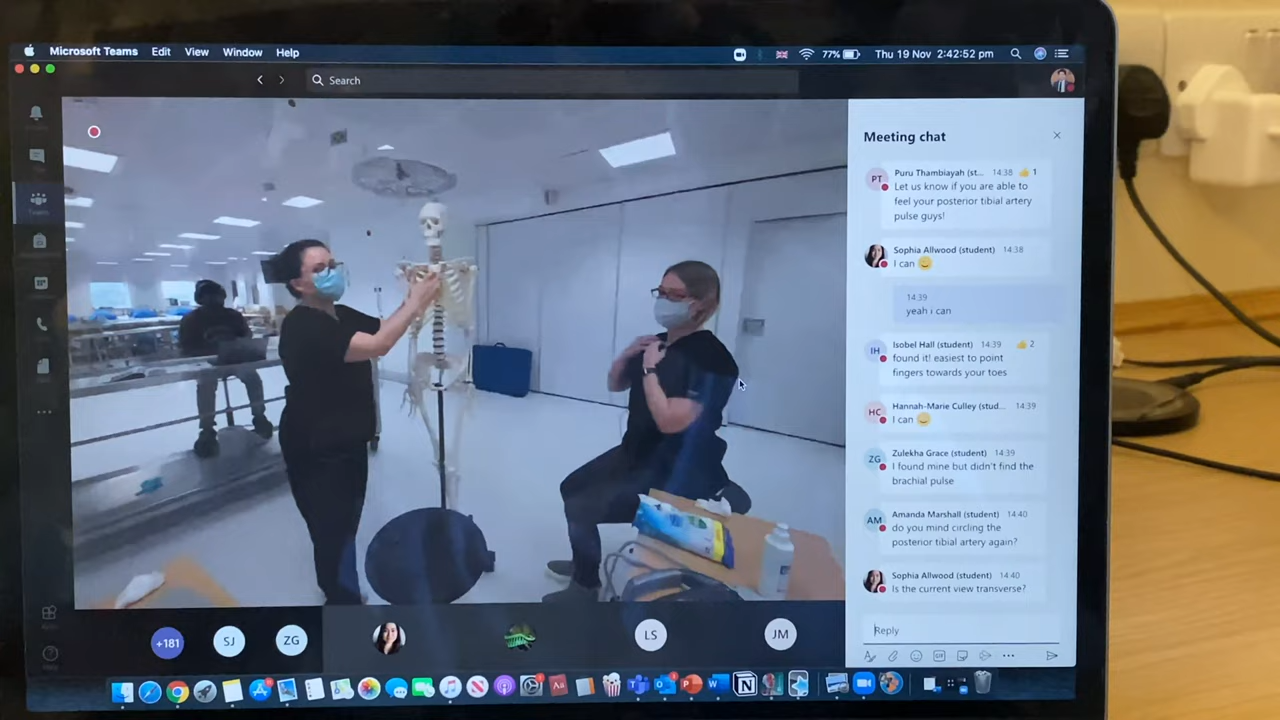 Microsoft Teams Edit View Window Help
77% Thu 19 Nov 2:42:52 pm
Search
Meeting chat
PT
Puru Thambiayah (st... 14:38 👍 1
Let us know if you are able to
feel your posterior tibial artery
pulse guys!
Sophia Allwood (student) 14:38
I can 😊
14:39
yeah i can
IH
Isobel Hall (student) 14:39 👍 2
found it! easiest to point
fingers towards your toes
HC
Hannah-Marie Culley (stud... 14:39
I can 😊
ZG
Zulekha Grace (student) 14:39
I found mine but didn't find the
brachial pulse
AM
Amanda Marshall (student) 14:40
do you mind circling the
posterior tibial artery again?
Sophia Allwood (student) 14:40
Is the current view transverse?
Reply
+181 SJ ZG LS JM